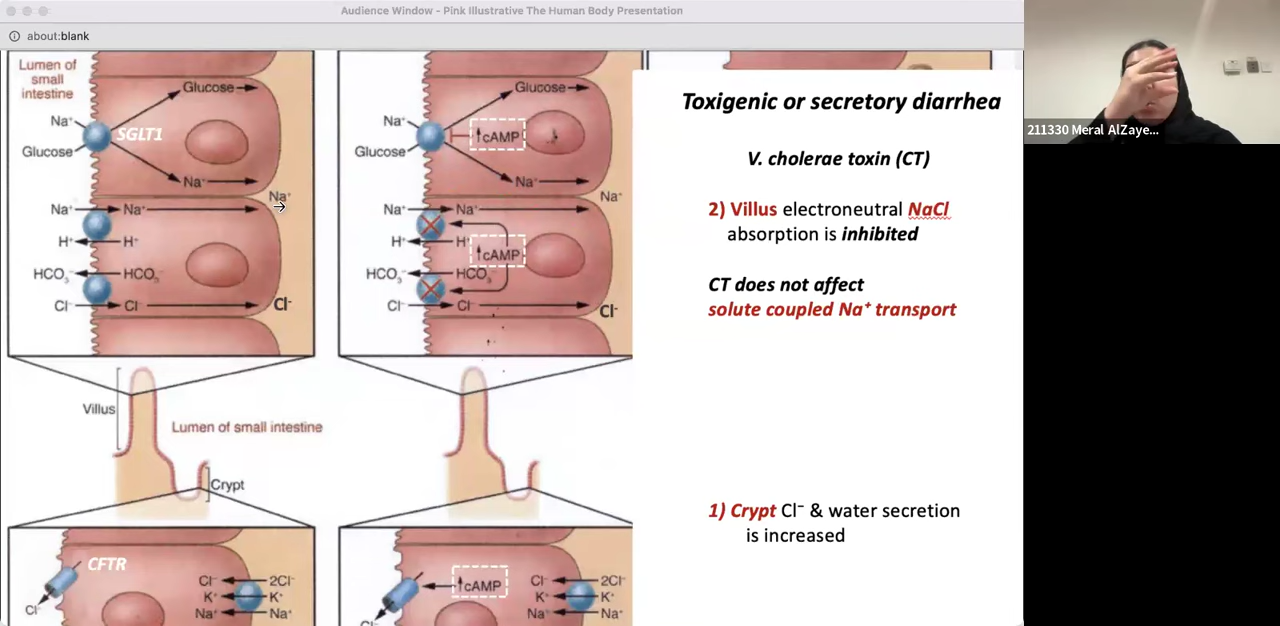 Audience Window - Pink Illustrative The Human Body Presentation
about:blank
Lumen of
small
intestine
Glucose
Na⁺
SGLT1
Glucose
Na⁺
Na⁺
Na⁺ Na⁺
H⁺ H⁺
HCO₃⁻ HCO₃⁻
Cl⁻ Cl⁻ Cl⁻
Villus
Lumen of small intestine
Crypt
CFTR
Cl⁻
Cl⁻ 2Cl⁻
K⁺ K⁺
Na⁺ Na⁺
Glucose
Na⁺
↑cAMP
Glucose
Na⁺
Na⁺
Na⁺ Na⁺
H⁺ H⁺
↑cAMP
HCO₃⁻ HCO₃⁻
Cl⁻ Cl⁻ Cl⁻
↑cAMP
Cl⁻
Cl⁻ 2Cl⁻
K⁺ K⁺
Na⁺ Na⁺
Toxigenic or secretory diarrhea
V. cholerae toxin (CT)
2) Villus electroneutral NaCl
absorption is inhibited
CT does not affect
solute coupled Na⁺ transport
1) Crypt Cl⁻ & water secretion
is increased
211330 Meral AlZaye...